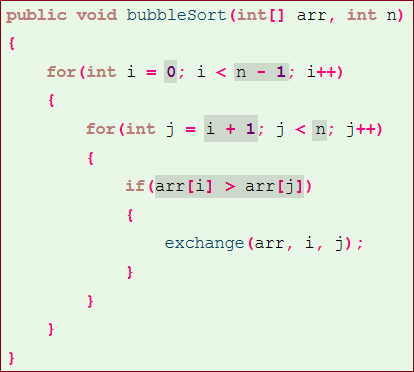 public void bubbleSort(int[] arr, int n)
{
for(int i = 0; i < n - 1; i++)
{
for(int j = i + 1; j < n; j++)
{
if(arr[i] > arr[j])
{
exchange(arr, i, j);
}
}
}
}